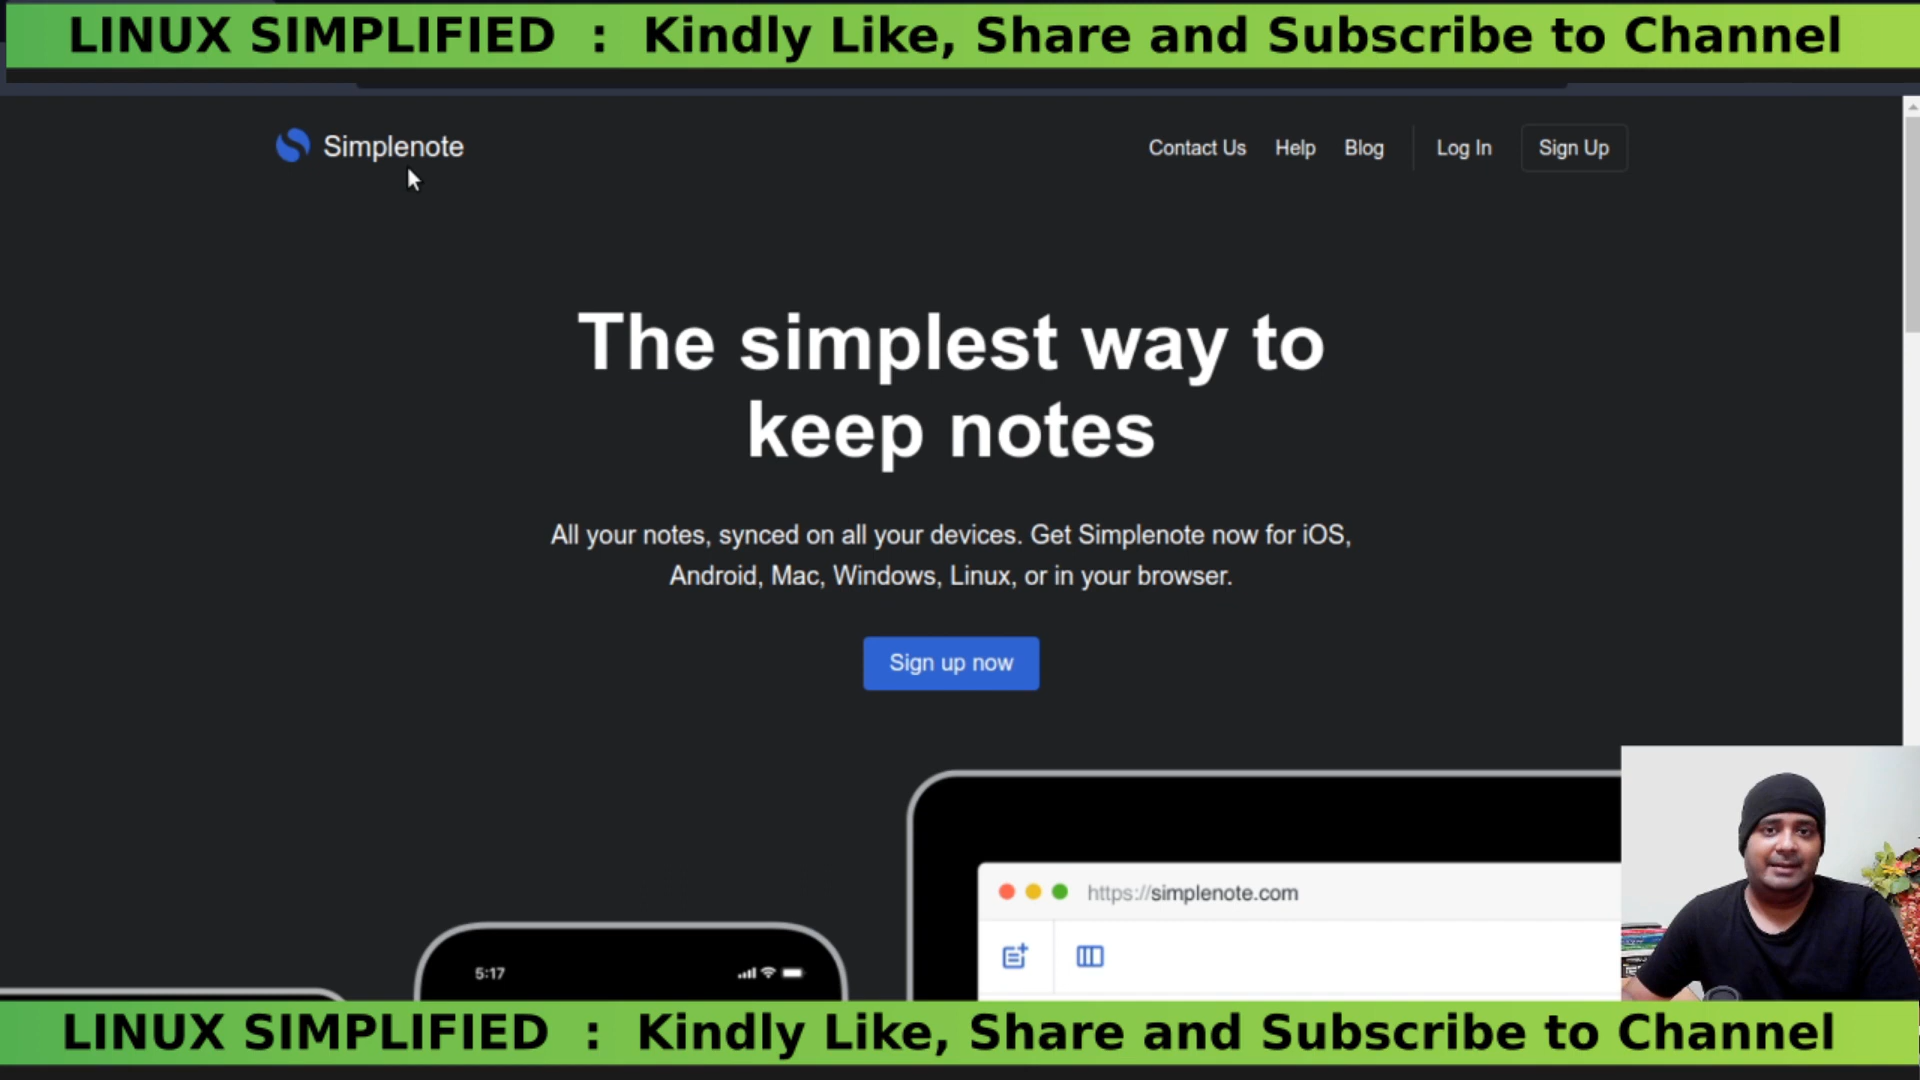 LINUX SIMPLIFIED : Kindly Like, Share and Subscribe to Channel
Simplenote
Contact Us Help Blog Log In Sign Up
The simplest way to
keep notes
All your notes, synced on all your devices. Get Simplenote now for iOS,
Android, Mac, Windows, Linux, or in your browser.
Sign up now
https://simplenote.com
5:17
LINUX SIMPLIFIED : Kindly Like, Share and Subscribe to Channel